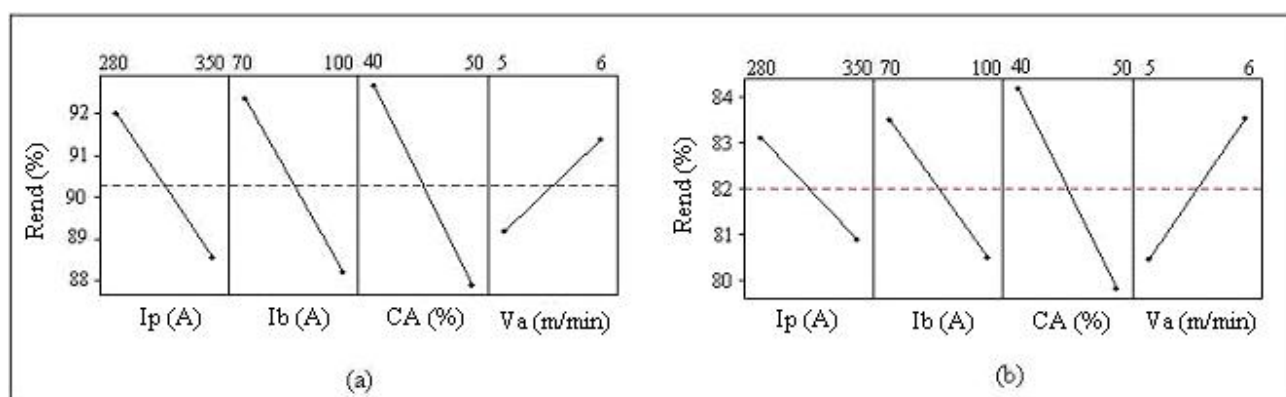 280 350 70 100 40 50 5 6
92
91
90
89
88
Rend (%)
Ip (A) Ib (A) CA (%) Va (m/min)
(a)
280 350 70 100 40 50 5 6
84
83
82
81
80
Rend (%)
Ip (A) Ib (A) CA (%) Va (m/min)
(b)